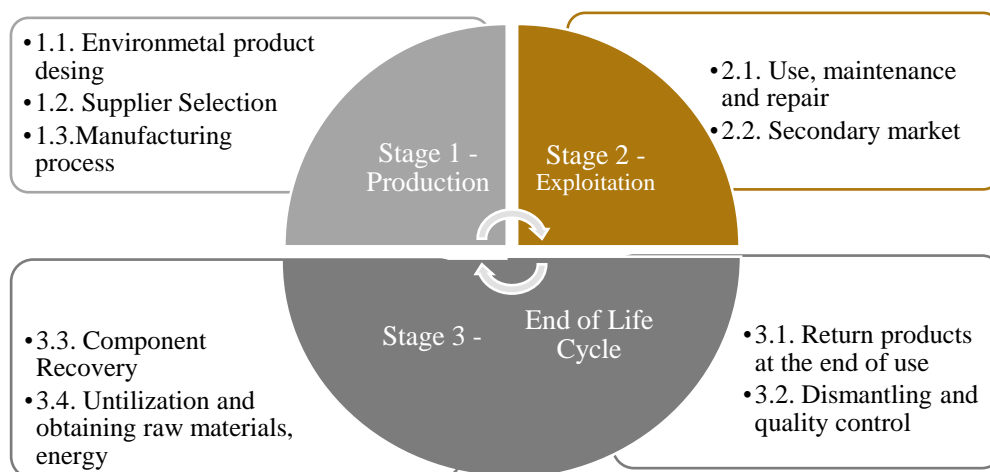 •1.1. Environmetal product
desing
•1.2. Supplier Selection
•1.3.Manufacturing
process
Stage 1 -
Production
Stage 2 -
Exploitation
•2.1. Use, maintenance
and repair
•2.2. Secondary market
•3.3. Component
Recovery
•3.4. Untilization and
obtaining raw materials,
energy
Stage 3 -
End of Life
Cycle
•3.1. Return products
at the end of use
•3.2. Dismantling and
quality control